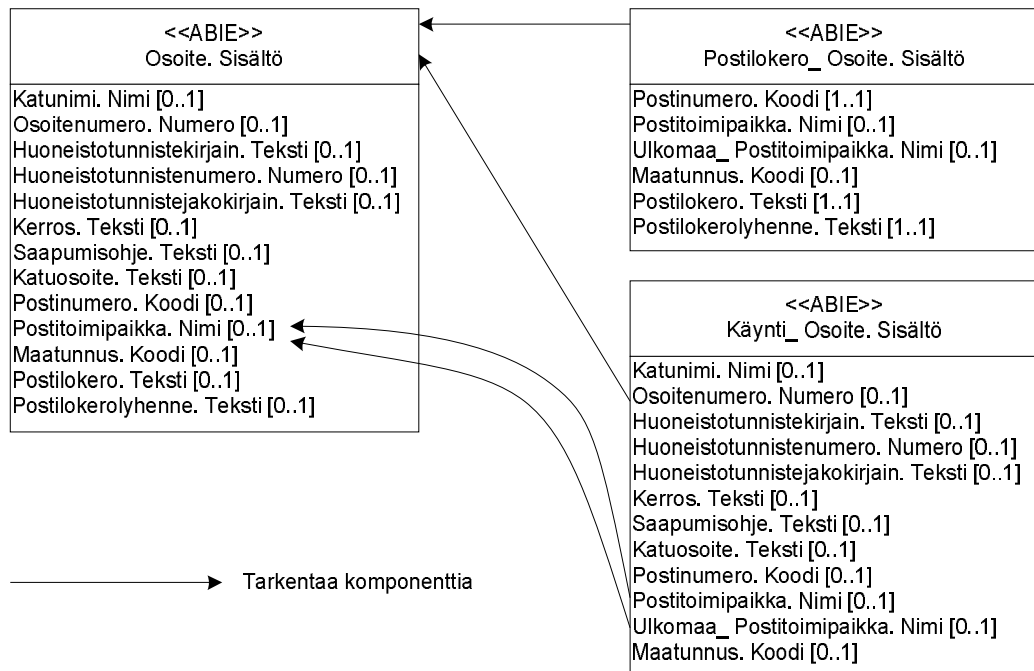 <<ABIE>>
Osoite. Sisältö
Katunimi. Nimi [0..1]
Osoitenumero. Numero [0..1]
Huoneistotunnistekirjain. Teksti [0..1]
Huoneistotunnistenumero. Numero [0..1]
Huoneistotunnistejakokirjain. Teksti [0..1]
Kerros. Teksti [0..1]
Saapumisohje. Teksti [0..1]
Katuosoite. Teksti [0..1]
Postinumero. Koodi [0..1]
Postitoimipaikka. Nimi [0..1]
Maatunnus. Koodi [0..1]
Postilokero. Teksti [0..1]
Postilokerolyhenne. Teksti [0..1]
<<ABIE>>
Postilokero_ Osoite. Sisältö
Postinumero. Koodi [1..1]
Postitoimipaikka. Nimi [0..1]
Ulkomaa_ Postitoimipaikka. Nimi [0..1]
Maatunnus. Koodi [0..1]
Postilokero. Teksti [1..1]
Postilokerolyhenne. Teksti [1..1]
<<ABIE>>
Käynti_ Osoite. Sisältö
Katunimi. Nimi [0..1]
Osoitenumero. Numero [0..1]
Huoneistotunnistekirjain. Teksti [0..1]
Huoneistotunnistenumero. Numero [0..1]
Huoneistotunnistejakokirjain. Teksti [0..1]
Kerros. Teksti [0..1]
Saapumisohje. Teksti [0..1]
Katuosoite. Teksti [0..1]
Postinumero. Koodi [0..1]
Postitoimipaikka. Nimi [0..1]
Ulkomaa_ Postitoimipaikka. Nimi [0..1]
Maatunnus. Koodi [0..1]
Tarkentaa komponenttia